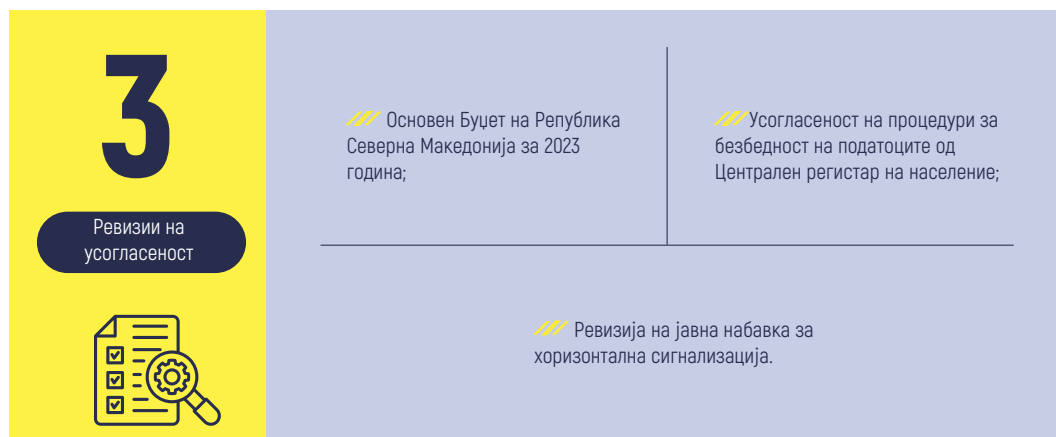 3
Ревизии на
усогласеност
Основен Буџет на Република
Северна Македонија за 2023
година;
Усогласеност на процедури за
безбедност на податоците од
Централен регистар на население;
Ревизија на јавна набавка за
хоризонтална сигнализација.